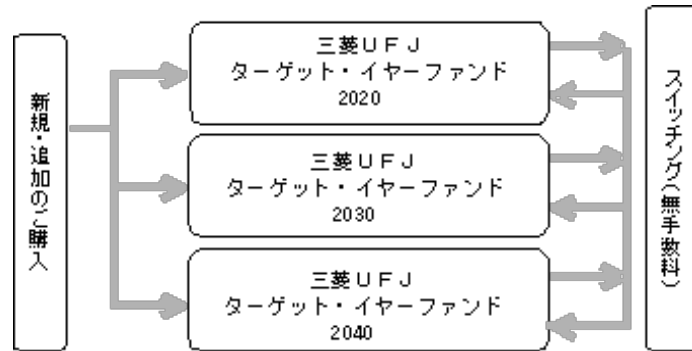 新規・追加のご購入
三菱ＵＦＪ
ターゲット・イヤーファンド
2020
三菱ＵＦＪ
ターゲット・イヤーファンド
2030
三菱ＵＦＪ
ターゲット・イヤーファンド
2040
スイッチング（無手数料）